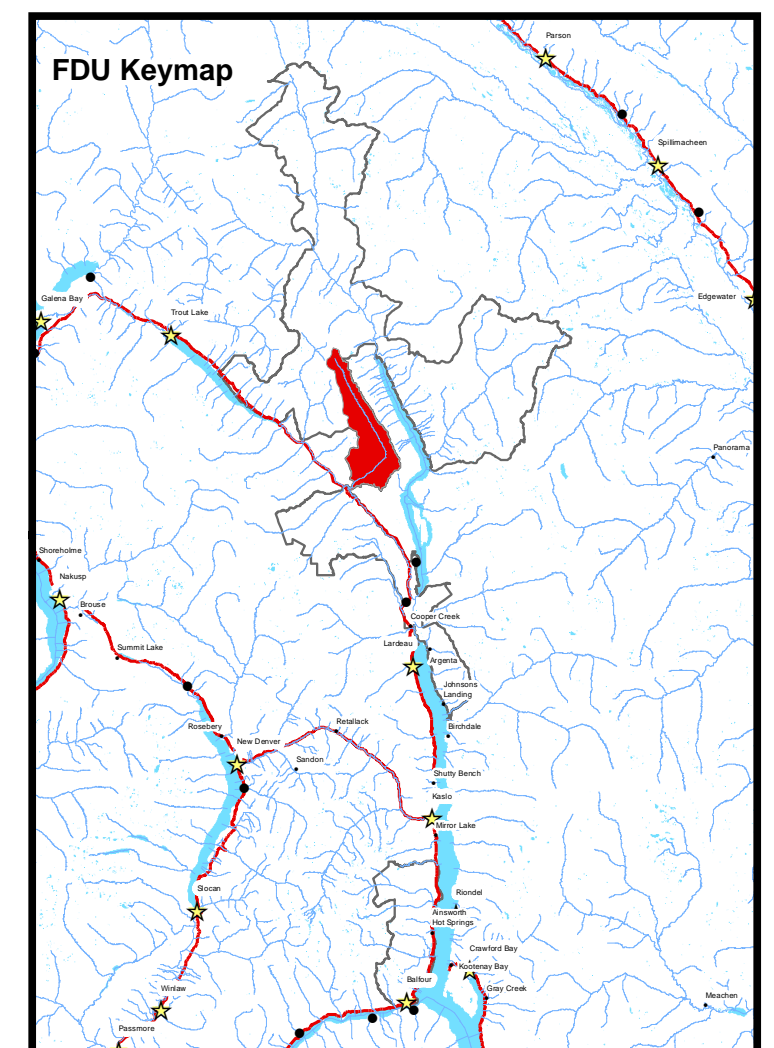 FDU Keymap
Parson
Spillimacheen
Edgewater
Galena Bay
Trout Lake
Panorama
Shoreholme
Nakusp
Brouse
Cooper Creek
Summit Lake
Lardeau
Argenta
Johnsons
Landing
Rosebery
Retallack
Birchdale
New Denver
Sandon
Shutty Bench
Kaslo
Mirror Lake
Slocan
Riondel
Ainsworth
Hot Springs
Crawford Bay
Kootenay Bay
Balfour
Gray Creek
Winlaw
Meachen
Passmore